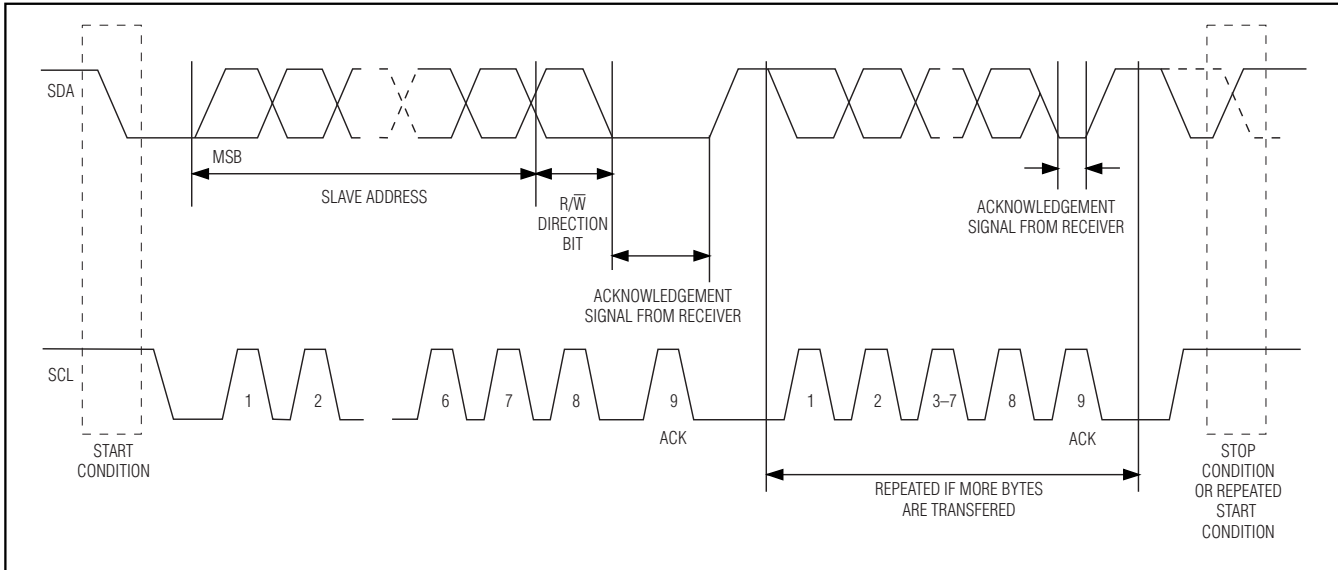 SDA
MSB
SLAVE ADDRESS
R/W̅
DIRECTION
BIT
ACKNOWLEDGEMENT
SIGNAL FROM RECEIVER
ACKNOWLEDGEMENT
SIGNAL FROM RECEIVER
SCL
1
2
6
7
8
9
1
2
3–7
8
9
ACK
ACK
START
CONDITION
REPEATED IF MORE BYTES
ARE TRANSFERED
STOP
CONDITION
OR REPEATED
START
CONDITION